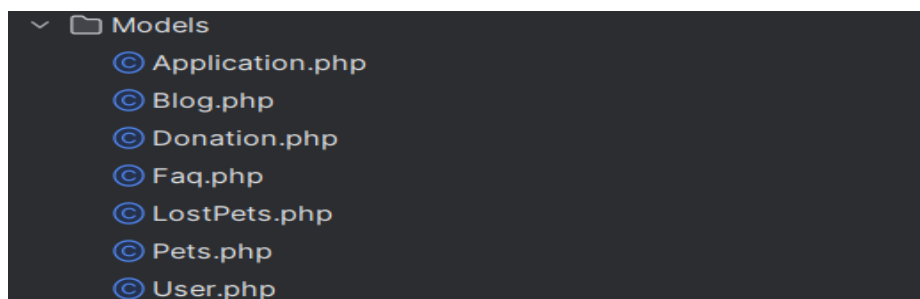 Models
Application.php
Blog.php
Donation.php
Faq.php
LostPets.php
Pets.php
User.php